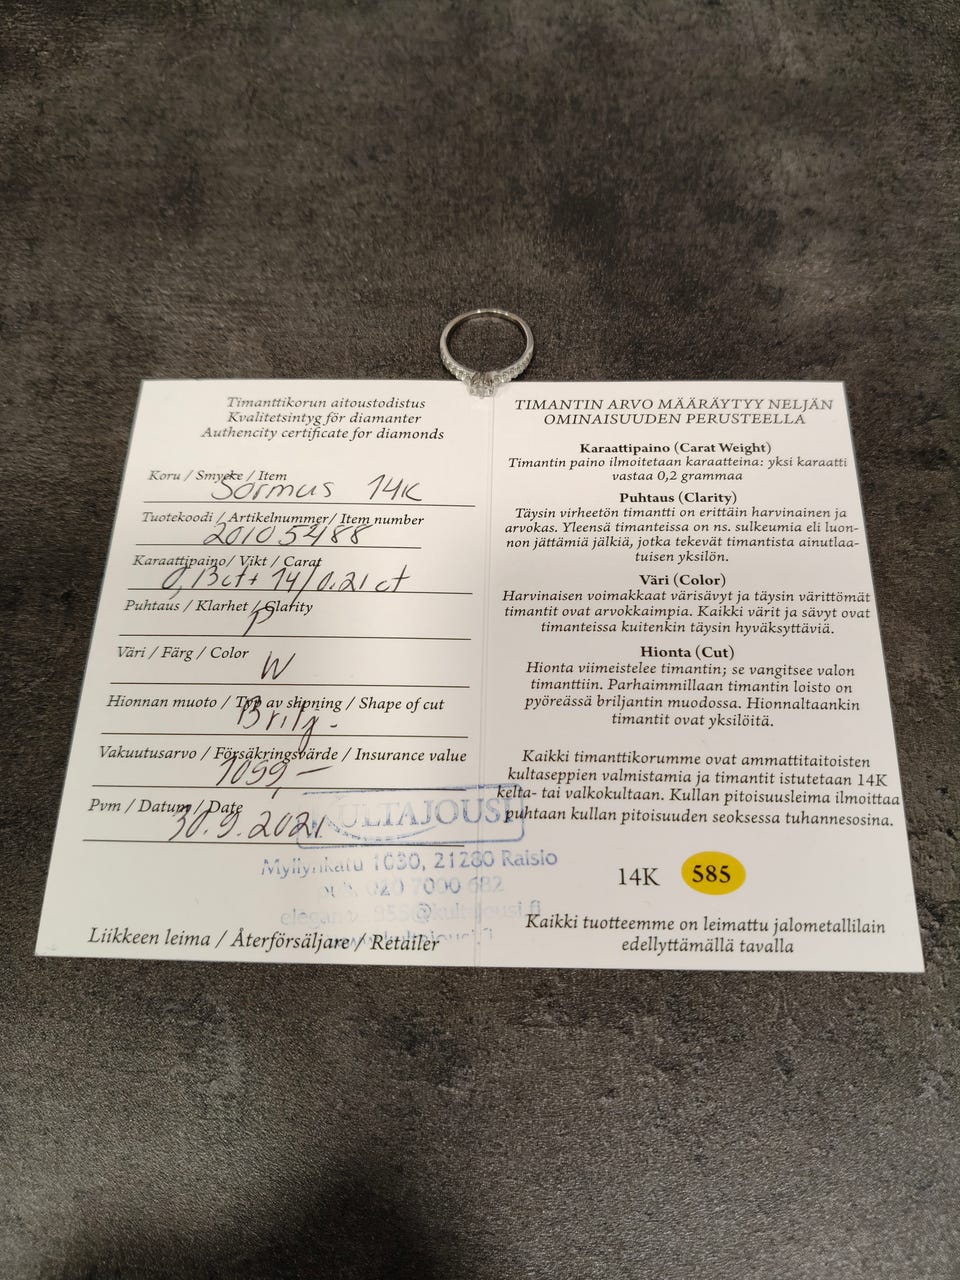 Timanttikorun aitoustodistus
Kvalitetsintyg för diamanter
Authencity certificate for diamonds
Koru / Smycke / Item
Sormus 14K
Tuotekoodi / Artikelnummer/ Item number
20105488
Karaattipaino/ Vikt / Carat
0,13ct+ 14/0.21 ct
Puhtaus / Klarhet / Clarity
P
Väri / Färg / Color
W
Hionnan muoto / Typ av slipning / Shape of cut
Vakuutusarvo / Försäkringsvärde / Insurance value
1099,-
Pvm / Datum / Date
30.9.2021
KULTAJOUSI
Myllynkatu 1030, 21280 Raisio
020 7000 682
Liikkeen leima / Återförsäljare / Retailer
TIMANTIN ARVO MÄÄRÄYTYY NELJÄN
OMINAISUUDEN PERUSTEELLA
Karaattipaino (Carat Weight)
Timantin paino ilmoitetaan karaatteina: yksi karaatti
vastaa 0,2 grammaa
Puhtaus (Clarity)
Täysin virheetön timantti on erittäin harvinainen ja
arvokas. Yleensä timanteissa on ns. sulkeumia eli luon-
non jättämiä jälkiä, jotka tekevät timantista ainutlaa-
tuisen yksilön.
Väri (Color)
Harvinaisen voimakkaat värisävyt ja täysin värittömät
timantit ovat arvokkaimpia. Kaikki värit ja sävyt ovat
timanteissa kuitenkin täysin hyväksyttäviä.
Hionta (Cut)
Hionta viimeistelee timantin; se vangitsee valon
timanttiin. Parhaimmillaan timantin loisto on
pyöreässä briljantin muodossa. Hionnaltaankin
timantit ovat yksilöitä.
Kaikki timanttikorumme ovat ammattitaitoisten
kultaseppien valmistamia ja timantit istutetaan 14K
kelta- tai valkokultaan. Kullan pitoisuusleima ilmoittaa
puhtaan kullan pitoisuuden seoksessa tuhannesosina.
14K 585
Kaikki tuotteemme on leimattu jalometallilain
edellyttämällä tavalla